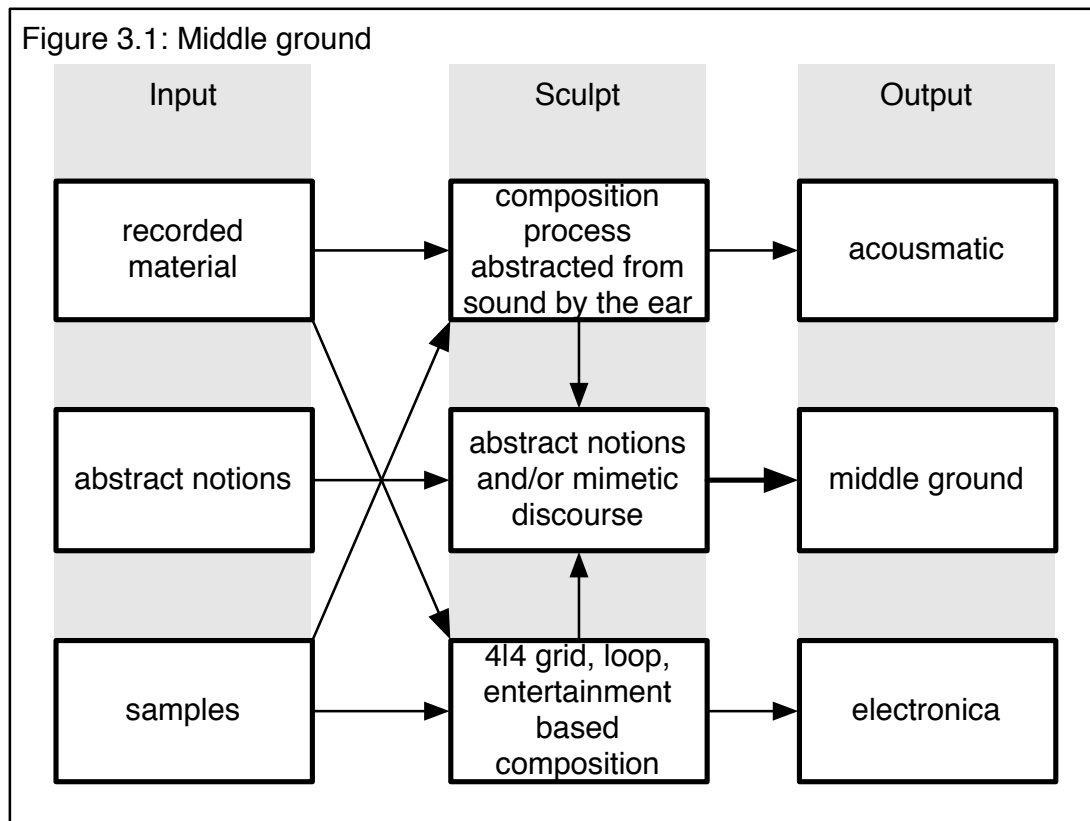 Figure 3.1: Middle ground
Input
Sculpt
Output
recorded
material
composition
process
abstracted from
sound by the ear
acousmatic
abstract notions
abstract notions
and/or mimetic
discourse
middle ground
samples
4|4 grid, loop,
entertainment
based
composition
electronica